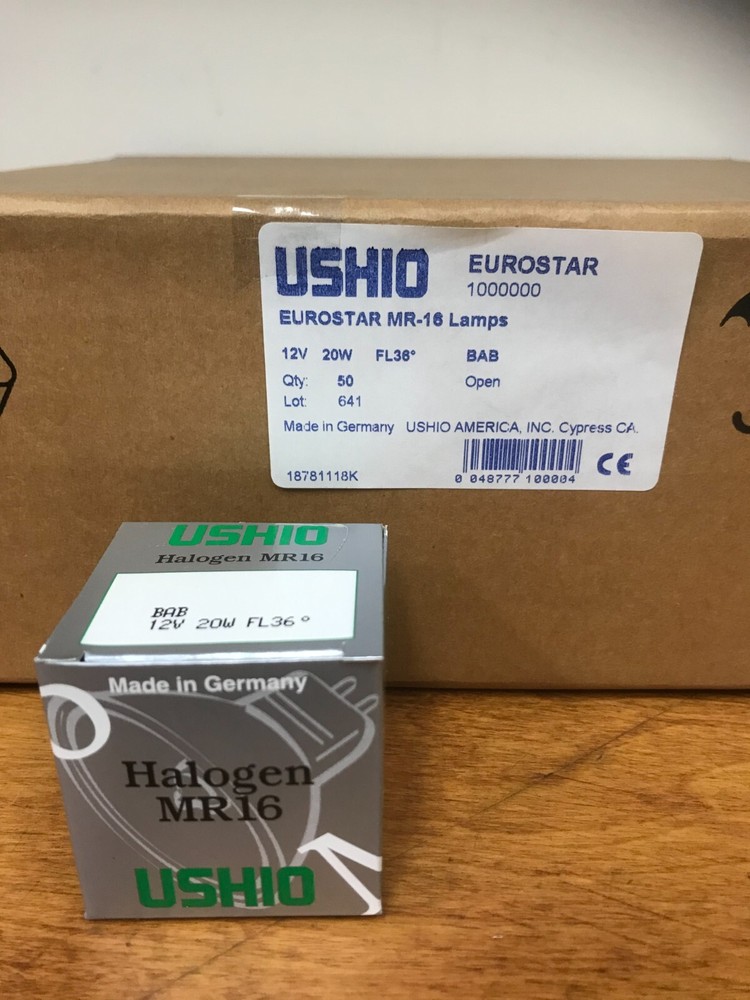 USHIO EUROSTAR
1000000
EUROSTAR MR-16 Lamps
12V 20W FL36° BAB
Qty: 50 Open
Lot: 641
Made in Germany USHIO AMERICA, INC. Cypress CA.
CE
18781118K 0 048777 100004
USHIO
Halogen MR16
BAB
12V 20W FL36°
Made in Germany
Halogen
MR16
USHIO